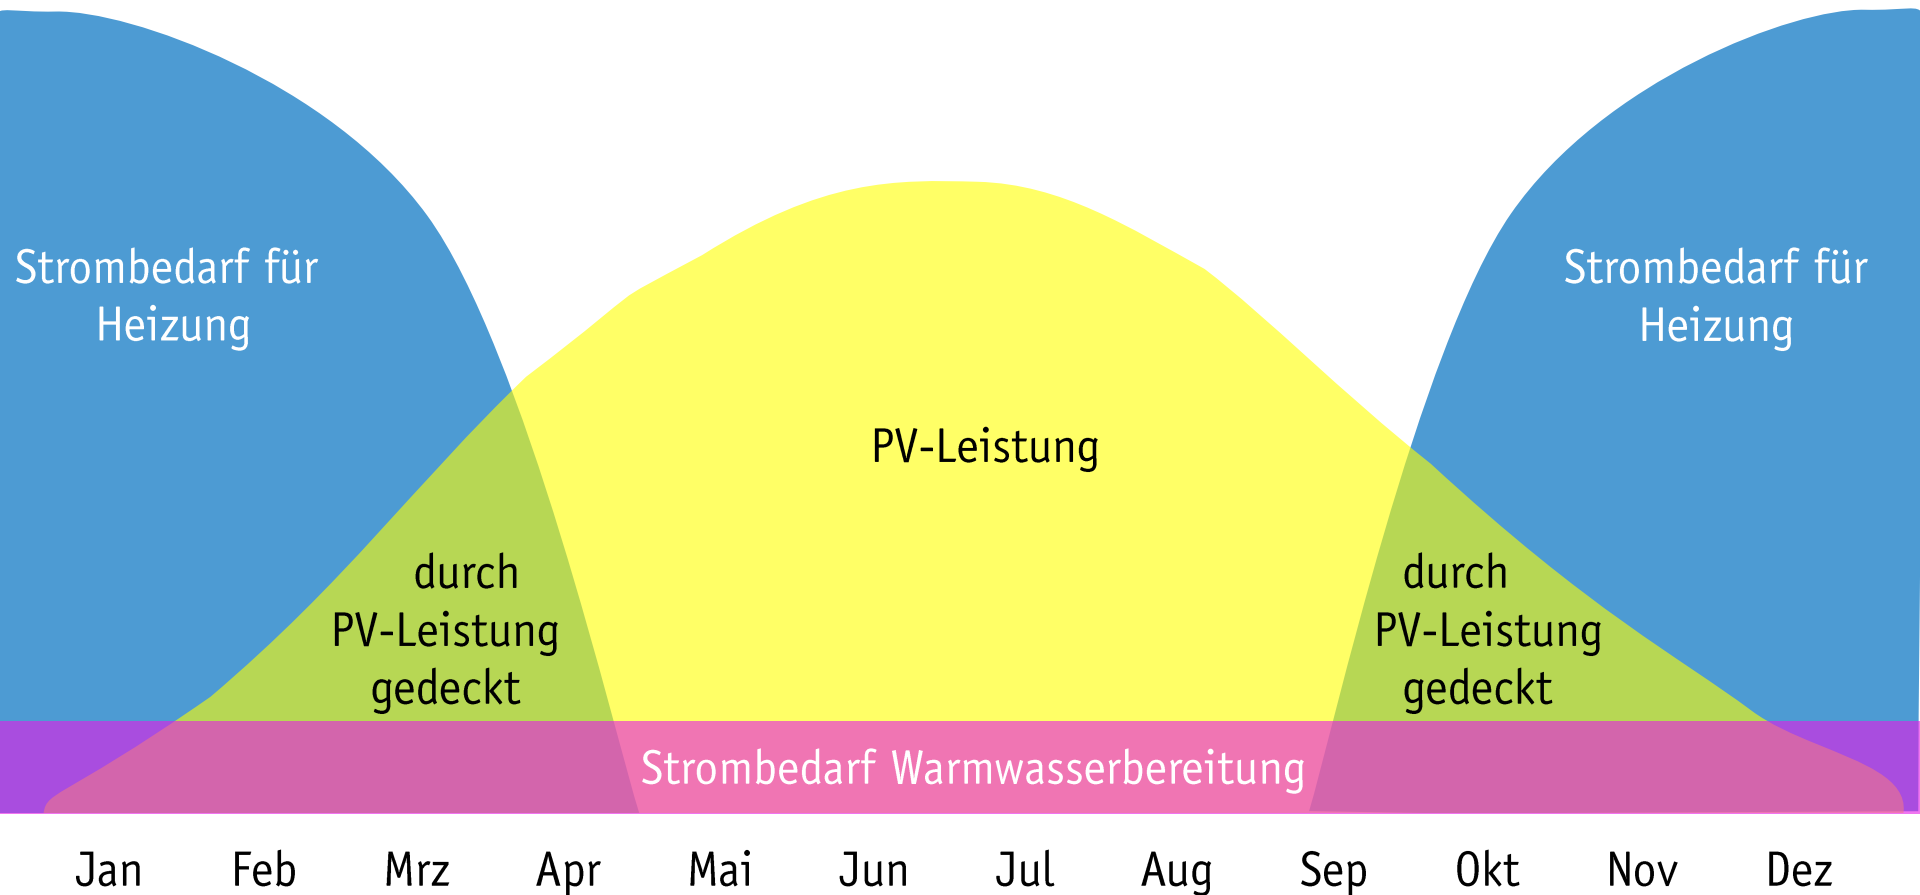 Strombedarf für
Heizung
Strombedarf für
Heizung
PV-Leistung
durch
PV-Leistung
gedeckt
durch
PV-Leistung
gedeckt
Strombedarf Warmwasserbereitung
Jan Feb Mrz Apr Mai Jun Jul Aug Sep Okt Nov Dez